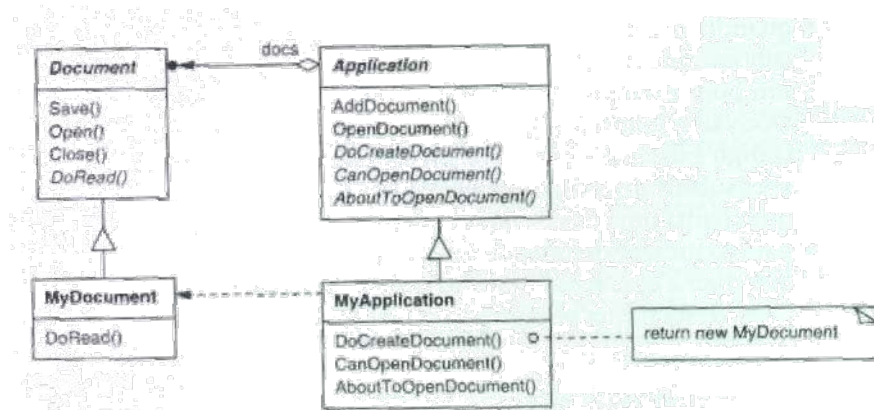 docs
Document
Save()
Open()
Close()
DoRead()
Application
AddDocument()
OpenDocument()
DoCreateDocument()
CanOpenDocument()
AboutToOpenDocument()
MyDocument
DoRead()
MyApplication
DoCreateDocument()
CanOpenDocument()
AboutToOpenDocument()
return new MyDocument